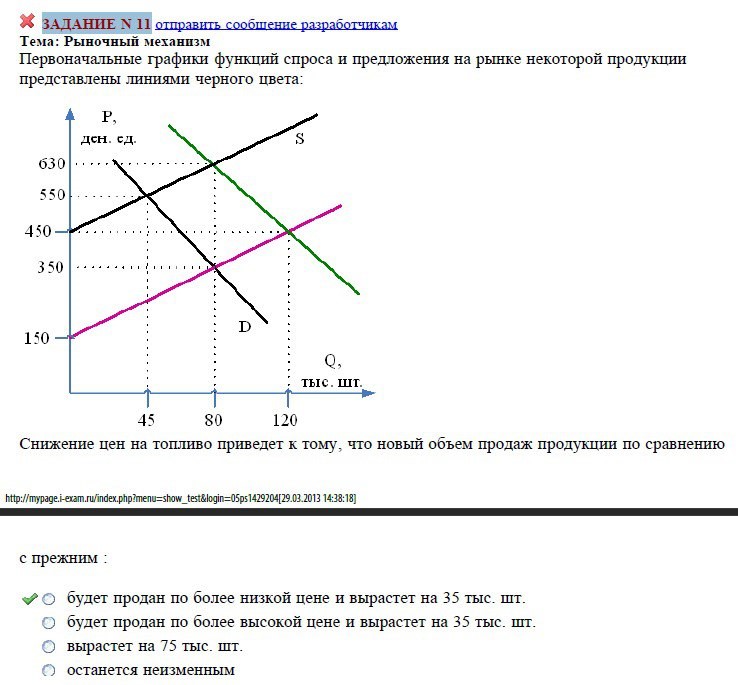 ЗАДАНИЕ N 11 отправить сообщение разработчикам
Тема: Рыночный механизм
Первоначальные графики функций спроса и предложения на рынке некоторой продукции
представлены линиями черного цвета:
P,
ден. ед.
S
630
550
450
350
D
150
Q,
тыс. шт.
45 80 120
Снижение цен на топливо приведет к тому, что новый объем продаж продукции по сравнению
http://mypage.i-exam.ru/index.php?menu=show_test&login=05ps1429204[29.03.2013 14:38:18]
с прежним :
будет продан по более низкой цене и вырастет на 35 тыс. шт.
будет продан по более высокой цене и вырастет на 35 тыс. шт.
вырастет на 75 тыс. шт.
останется неизменным